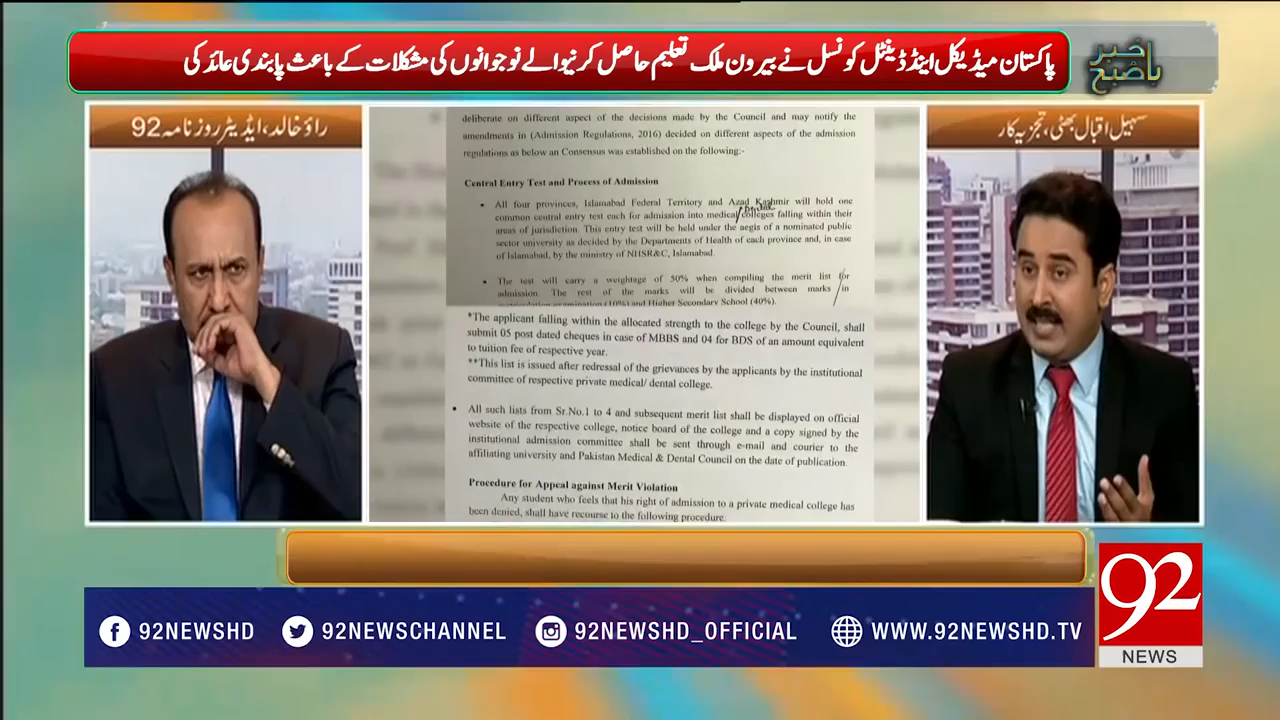 پاکستان میڈیکل اینڈ ڈینٹل کونسل نے بیرون ملک تعلیم حاصل کرنیوالے نوجوانوں کی مشکلات کے باعث پابندی عائد کی
باخبر صبح
راؤ خالد، ایڈیٹر روزنامہ 92
سہیل اقبال بھٹی، تجزیہ کار
deliberate on different aspect of the decisions made by the Council and may notify the
amendments in (Admission Regulations, 2016) decided on different aspects of the admission
regulations as below an Consensus was established on the following:-
Central Entry Test and Process of Admission
• All four provinces, Islamabad Federal Territory and Azad Kashmir will hold one
common central entry test each for admission into medical/colleges falling within their
areas of jurisdiction. This entry test will be held under the aegis of a nominated public
sector university as decided by the Departments of Health of each province and, in case
of Islamabad, by the ministry of NHSR&C, Islamabad.
• The test will carry a weightage of 50% when compiling the merit list for
admission. The rest of the marks will be divided between marks in
examination (10%) and Higher Secondary School (40%).
*The applicant falling within the allocated strength to the college by the Council, shall
submit 05 post dated cheques in case of MBBS and 04 for BDS of an amount equivalent
to tuition fee of respective year.
**This list is issued after redressal of the grievances by the applicants by the institutional
committee of respective private medical/ dental college.
• All such lists from Sr.No.1 to 4 and subsequent merit list shall be displayed on official
website of the respective college, notice board of the college and a copy signed by the
institutional admission committee shall be sent through e-mail and courier to the
affiliating university and Pakistan Medical & Dental Council on the date of publication.
Procedure for Appeal against Merit Violation
Any student who feels that his right of admission to a private medical college has
been denied, shall have recourse to the following procedure.
92NEWSHD
92NEWSCHANNEL
92NEWSHD_OFFICIAL
WWW.92NEWSHD.TV
92
NEWS